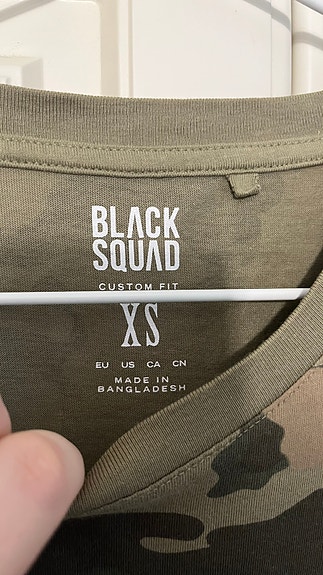 BLACK
SQUAD
CUSTOM FIT
XS
EU US CA CN
MADE IN
BANGLADESH